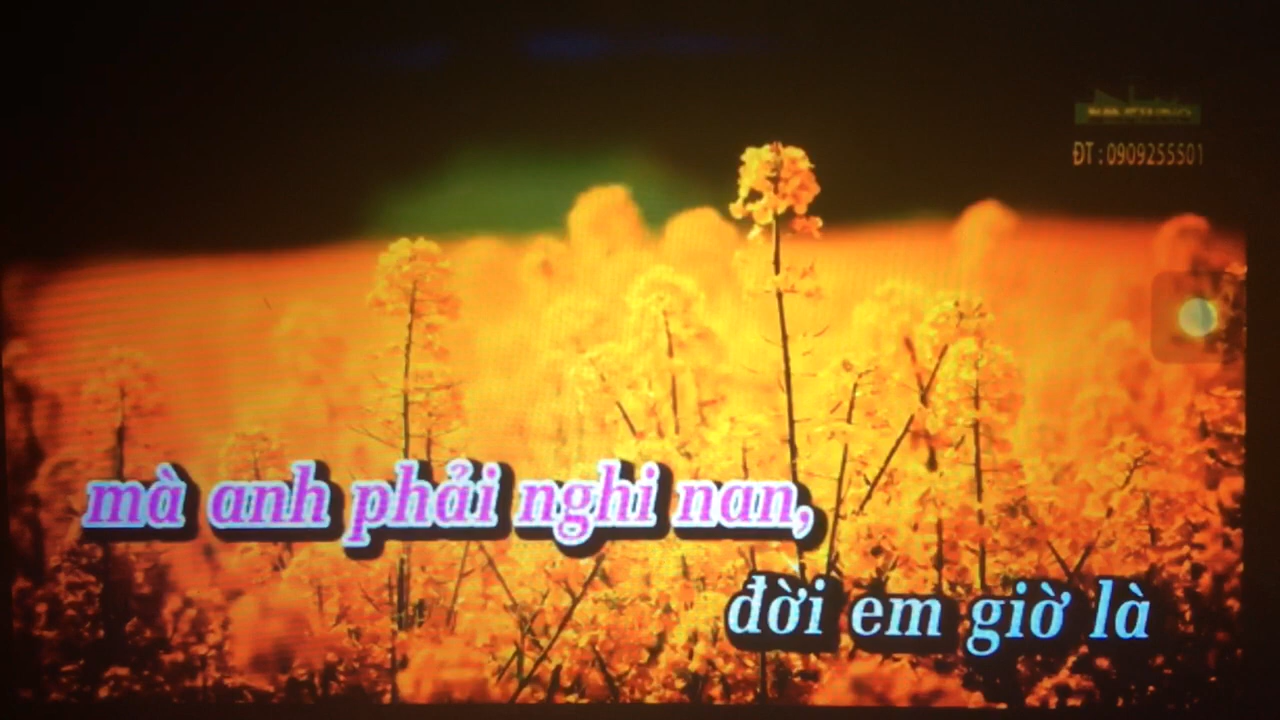 ĐT : 0909255501
mà anh phải nghi nan,
đời em giờ là